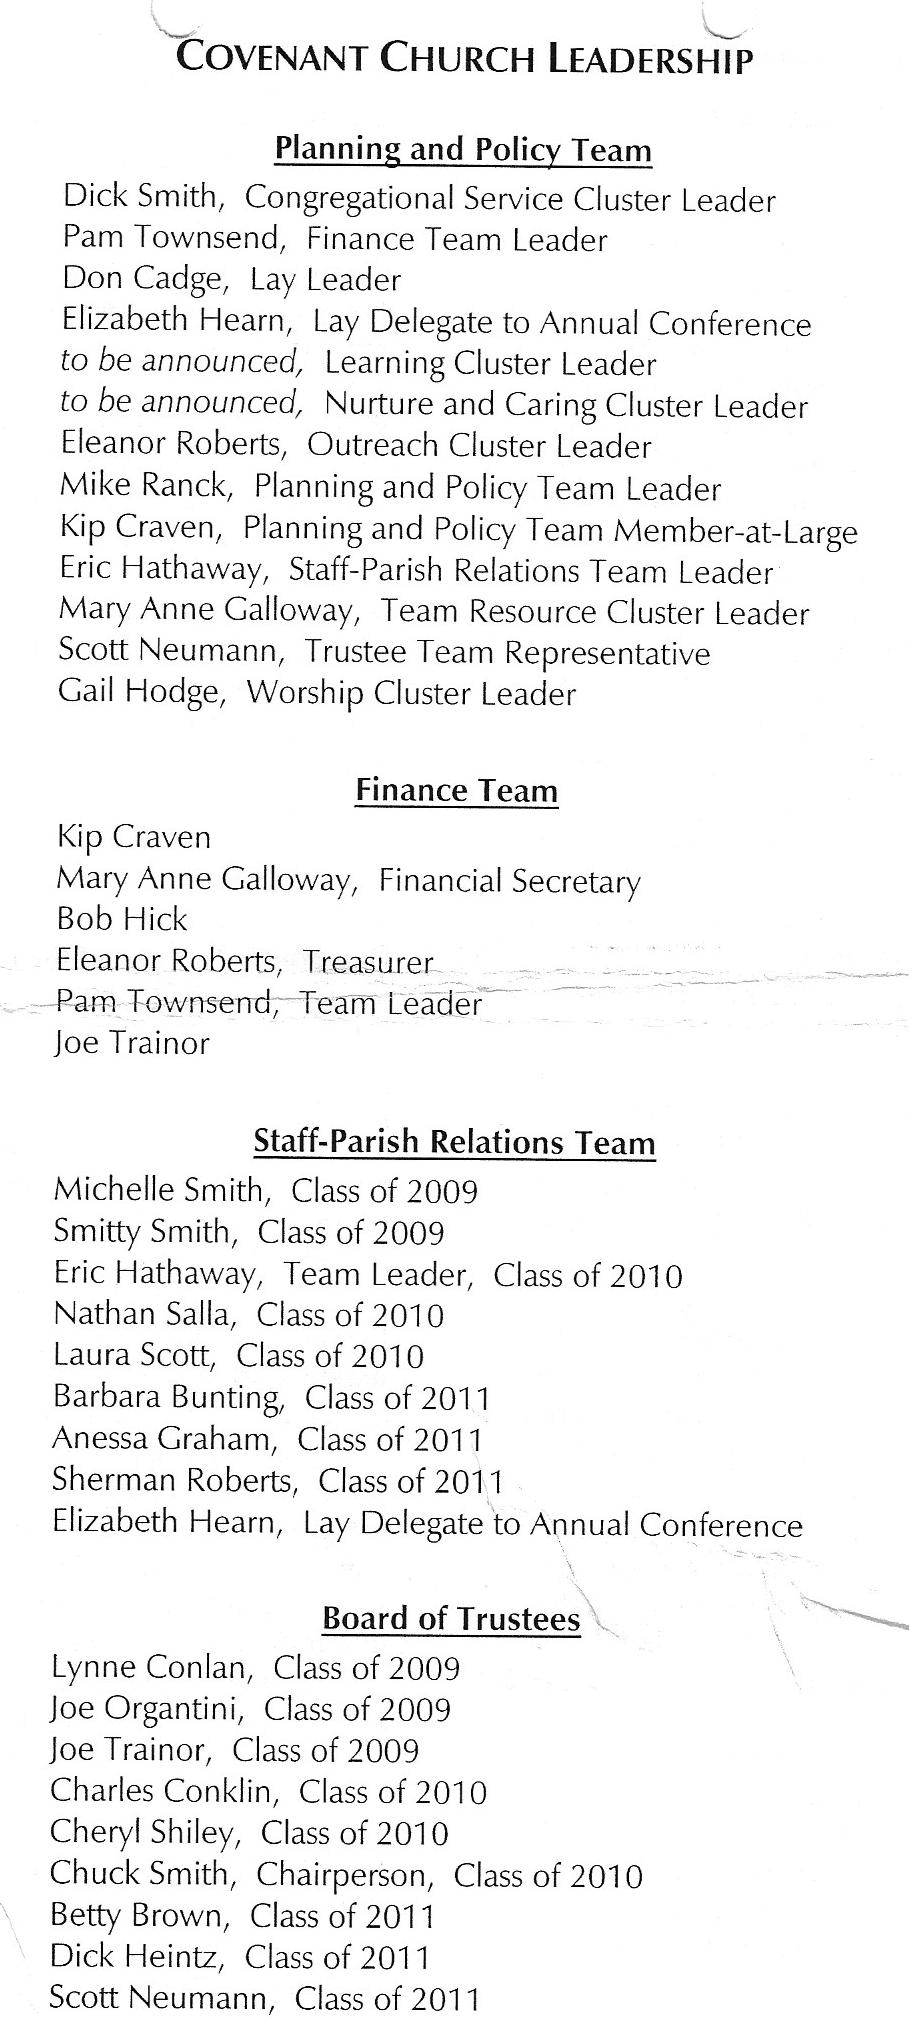 COVENANT CHURCH LEADERSHIP
Planning and Policy Team
Dick Smith, Congregational Service Cluster Leader
Pam Townsend, Finance Team Leader
Don Cadge, Lay Leader
Elizabeth Hearn, Lay Delegate to Annual Conference
to be announced, Learning Cluster Leader
to be announced, Nurture and Caring Cluster Leader
Eleanor Roberts, Outreach Cluster Leader
Mike Ranck, Planning and Policy Team Leader
Kip Craven, Planning and Policy Team Member-at-Large
Eric Hathaway, Staff-Parish Relations Team Leader
Mary Anne Galloway, Team Resource Cluster Leader
Scott Neumann, Trustee Team Representative
Gail Hodge, Worship Cluster Leader
Finance Team
Kip Craven
Mary Anne Galloway, Financial Secretary
Bob Hick
Eleanor Roberts, Treasurer
Pam Townsend, Team Leader
Joe Trainor
Staff-Parish Relations Team
Michelle Smith, Class of 2009
Smitty Smith, Class of 2009
Eric Hathaway, Team Leader, Class of 2010
Nathan Salla, Class of 2010
Laura Scott, Class of 2010
Barbara Bunting, Class of 2011
Anessa Graham, Class of 2011
Sherman Roberts, Class of 2011
Elizabeth Hearn, Lay Delegate to Annual Conference
Board of Trustees
Lynne Conlan, Class of 2009
Joe Organtini, Class of 2009
Joe Trainor, Class of 2009
Charles Conklin, Class of 2010
Cheryl Shiley, Class of 2010
Chuck Smith, Chairperson, Class of 2010
Betty Brown, Class of 2011
Dick Heintz, Class of 2011
Scott Neumann, Class of 2011